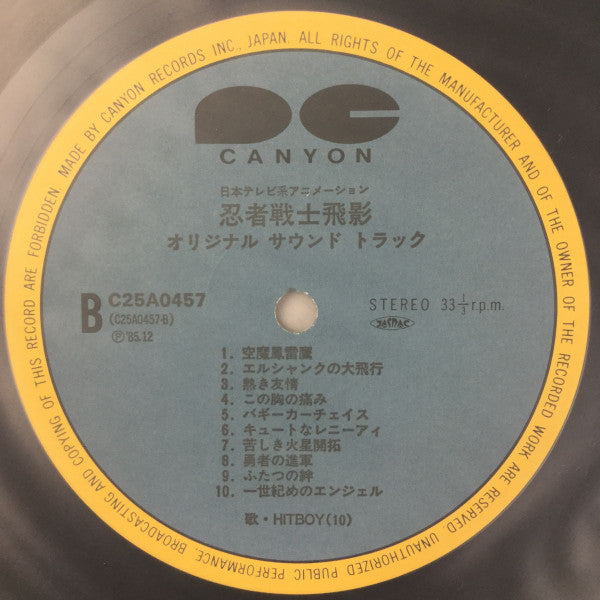 MADE BY CANYON RECORDS INC., JAPAN. ALL RIGHTS OF THE MANUFACTURER AND OF THE OWNER OF THE RECORDED WORK ARE RESERVED. UNAUTHORIZED PUBLIC PERFORMANCE, BROADCASTING AND COPYING OF THIS RECORD ARE FORBIDDEN.
CANYON
日本テレビ系アニメーション
忍者戦士飛影
オリジナル サウンド トラック
B C25A0457
(C25A0457-B)
Ⓟ'85.12
STEREO 33⅓r.p.m.
JASRAC
1. 空魔鳳雷鷹
2. エルシャンクの大飛行
3. 熱き友情
4. この胸の痛み
5. バギーカーチェイス
6. キュートなレニーアイ
7. 苦しき火星開拓
8. 勇者の進軍
9. ふたつの絆
10. 一世紀めのエンジェル
歌・HITBOY(10)